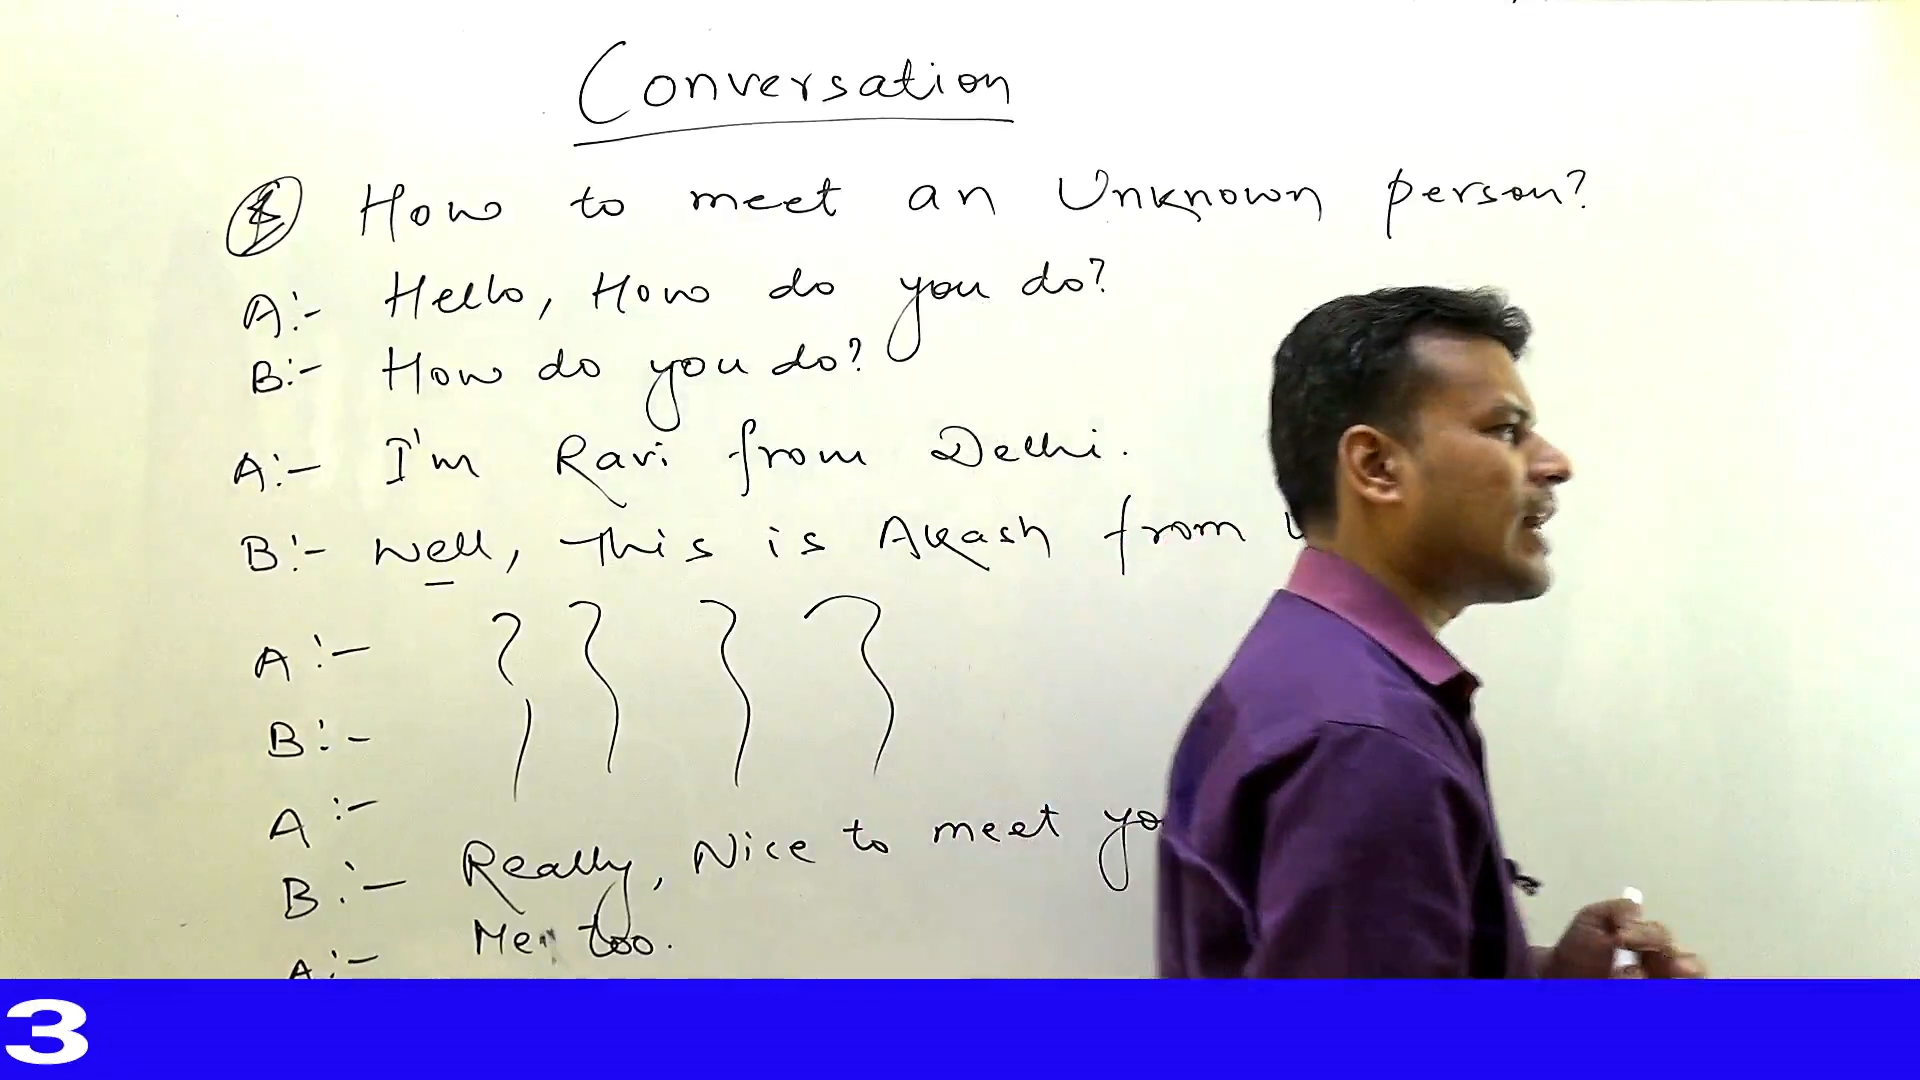 Conversation
How to meet an Unknown person?
A:- Hello, How do you do?
B:- How do you do?
A:- I'm Ravi from Delhi.
B:- Well, This is Akash from
A:-
B:-
A:-
B:- Really, Nice to meet yo
A:- Me too.
3